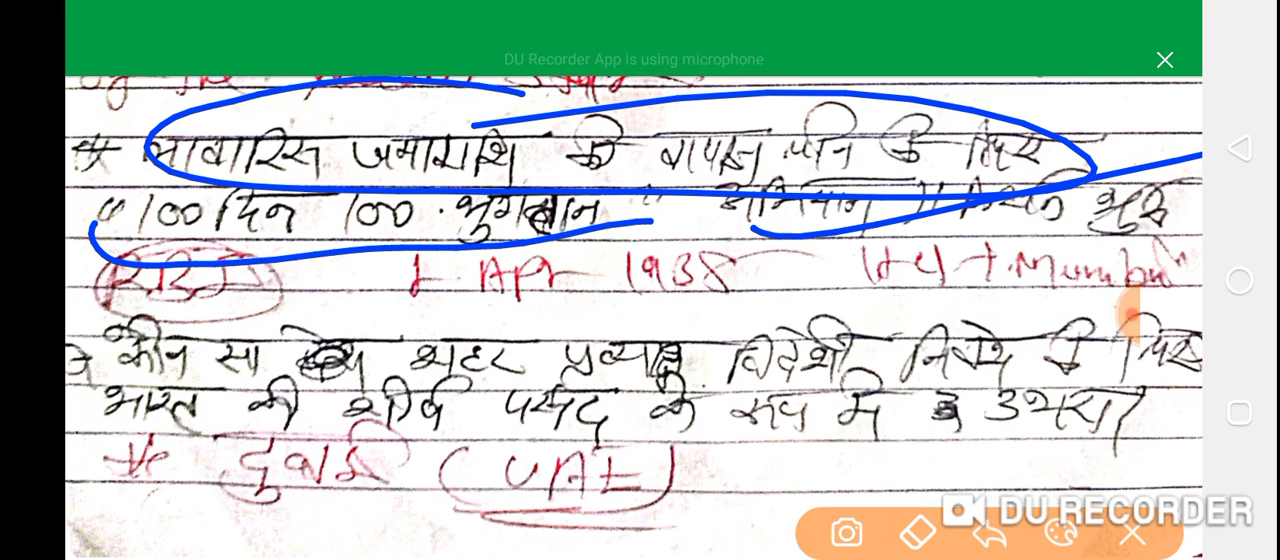 DU Recorder App is using microphone
* लावारिस जमाराशि की वापस के लिए
" 100 दिन 100 भुगतान " अभियान किसने शुरू
RBI 1 Apr 1935 HQ → Mumbai
कौन सा शहर प्रत्यक्ष विदेशी निवेश के लिए
भारत की शीर्ष पसंद के रूप में उभरा
* दुबई (UAE)
DU RECORDER